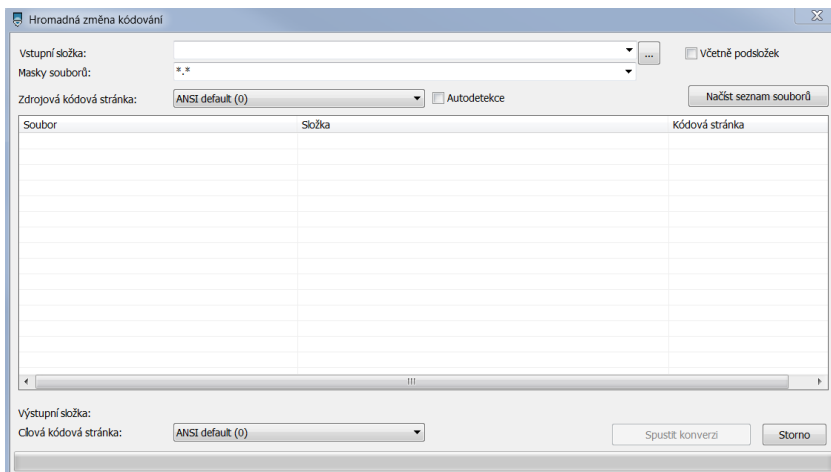 Hromadná změna kódování
Vstupní složka:
...
Včetně podsložek
Masky souborů:
*.*
Zdrojová kódová stránka:
ANSI default (0)
Autodetekce
Načíst seznam souborů
Soubor
Složka
Kódová stránka
Výstupní složka:
Cílová kódová stránka:
ANSI default (0)
Spustit konverzi
Storno